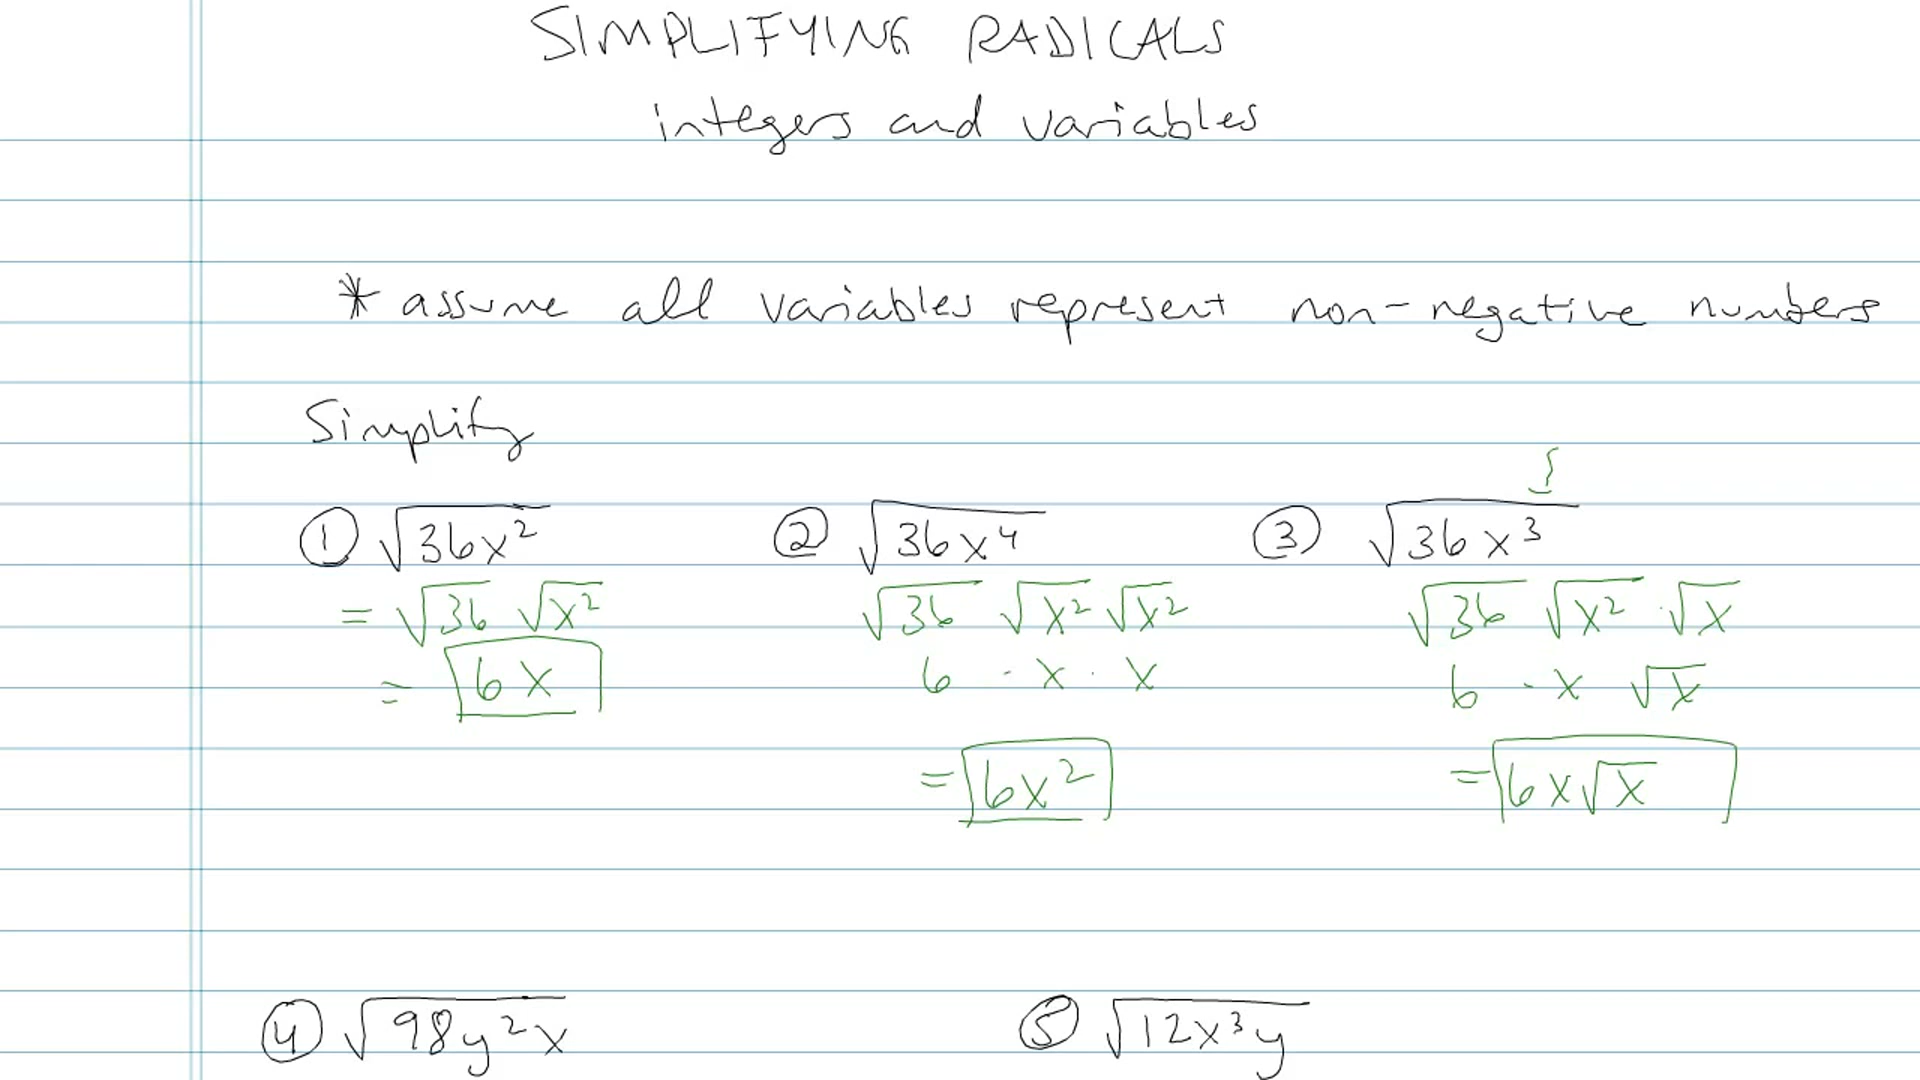 SIMPLIFYING RADICALS
integers and variables
* assume all variables represent non-negative numbers
Simplify
① √36x² ② √36x⁴ ③ √36x³
= √36 √x² √36 √x² √x² √36 √x² · √x
= 6x 6 · x · x 6 · x √x
= 6x² = 6x√x
④ √98y²x ⑤ √12x³y